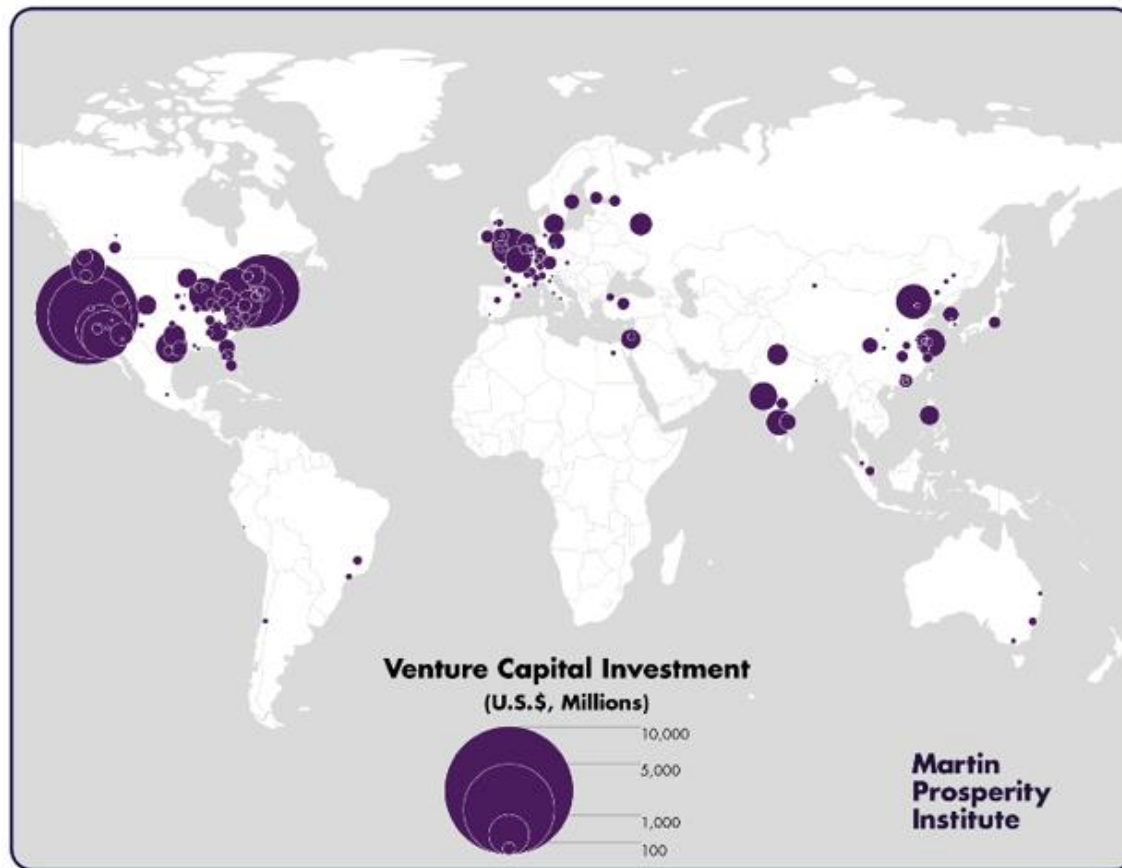 Venture Capital Investment
(U.S.$, Millions)
10,000
5,000
1,000
100
Martin
Prosperity
Institute